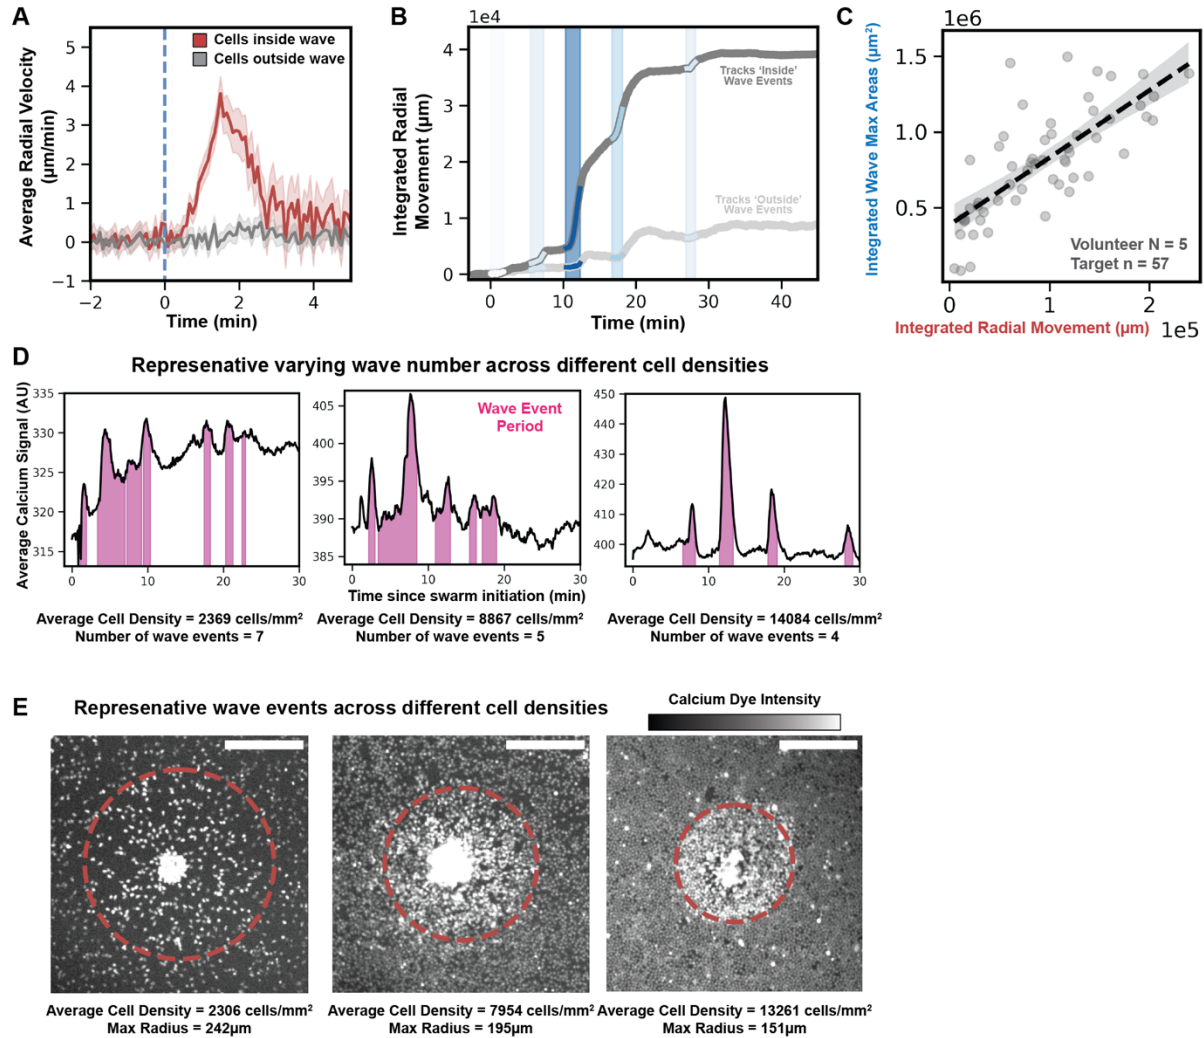 A
Average Radial Velocity
(µm/min)
5
4
3
2
1
0
−1
Cells inside wave
Cells outside wave
−2
0
2
4
Time (min)
B
1e4
Integrated Radial
Movement (µm)
4
3
2
1
0
Tracks ‘Inside’
Wave Events
Tracks ‘Outside’
Wave Events
0
10
20
30
40
Time (min)
C
1e6
Integrated Wave Max Areas (µm²)
1.5
1.0
0.5
Volunteer N = 5
Target n = 57
0
1
2
Integrated Radial Movement (µm)
1e5
D
Represenative varying wave number across different cell densities
Average Calcium Signal (AU)
335
330
325
320
315
0
10
20
30
405
400
395
390
385
Wave Event
Period
0
10
20
30
450
440
430
420
410
400
0
10
20
30
Time since swarm initiation (min)
Average Cell Density = 2369 cells/mm²
Number of wave events = 7
Average Cell Density = 8867 cells/mm²
Number of wave events = 5
Average Cell Density = 14084 cells/mm²
Number of wave events = 4
E
Represenative wave events across different cell densities
Calcium Dye Intensity
Average Cell Density = 2306 cells/mm²
Max Radius = 242µm
Average Cell Density = 7954 cells/mm²
Max Radius = 195µm
Average Cell Density = 13261 cells/mm²
Max Radius = 151µm